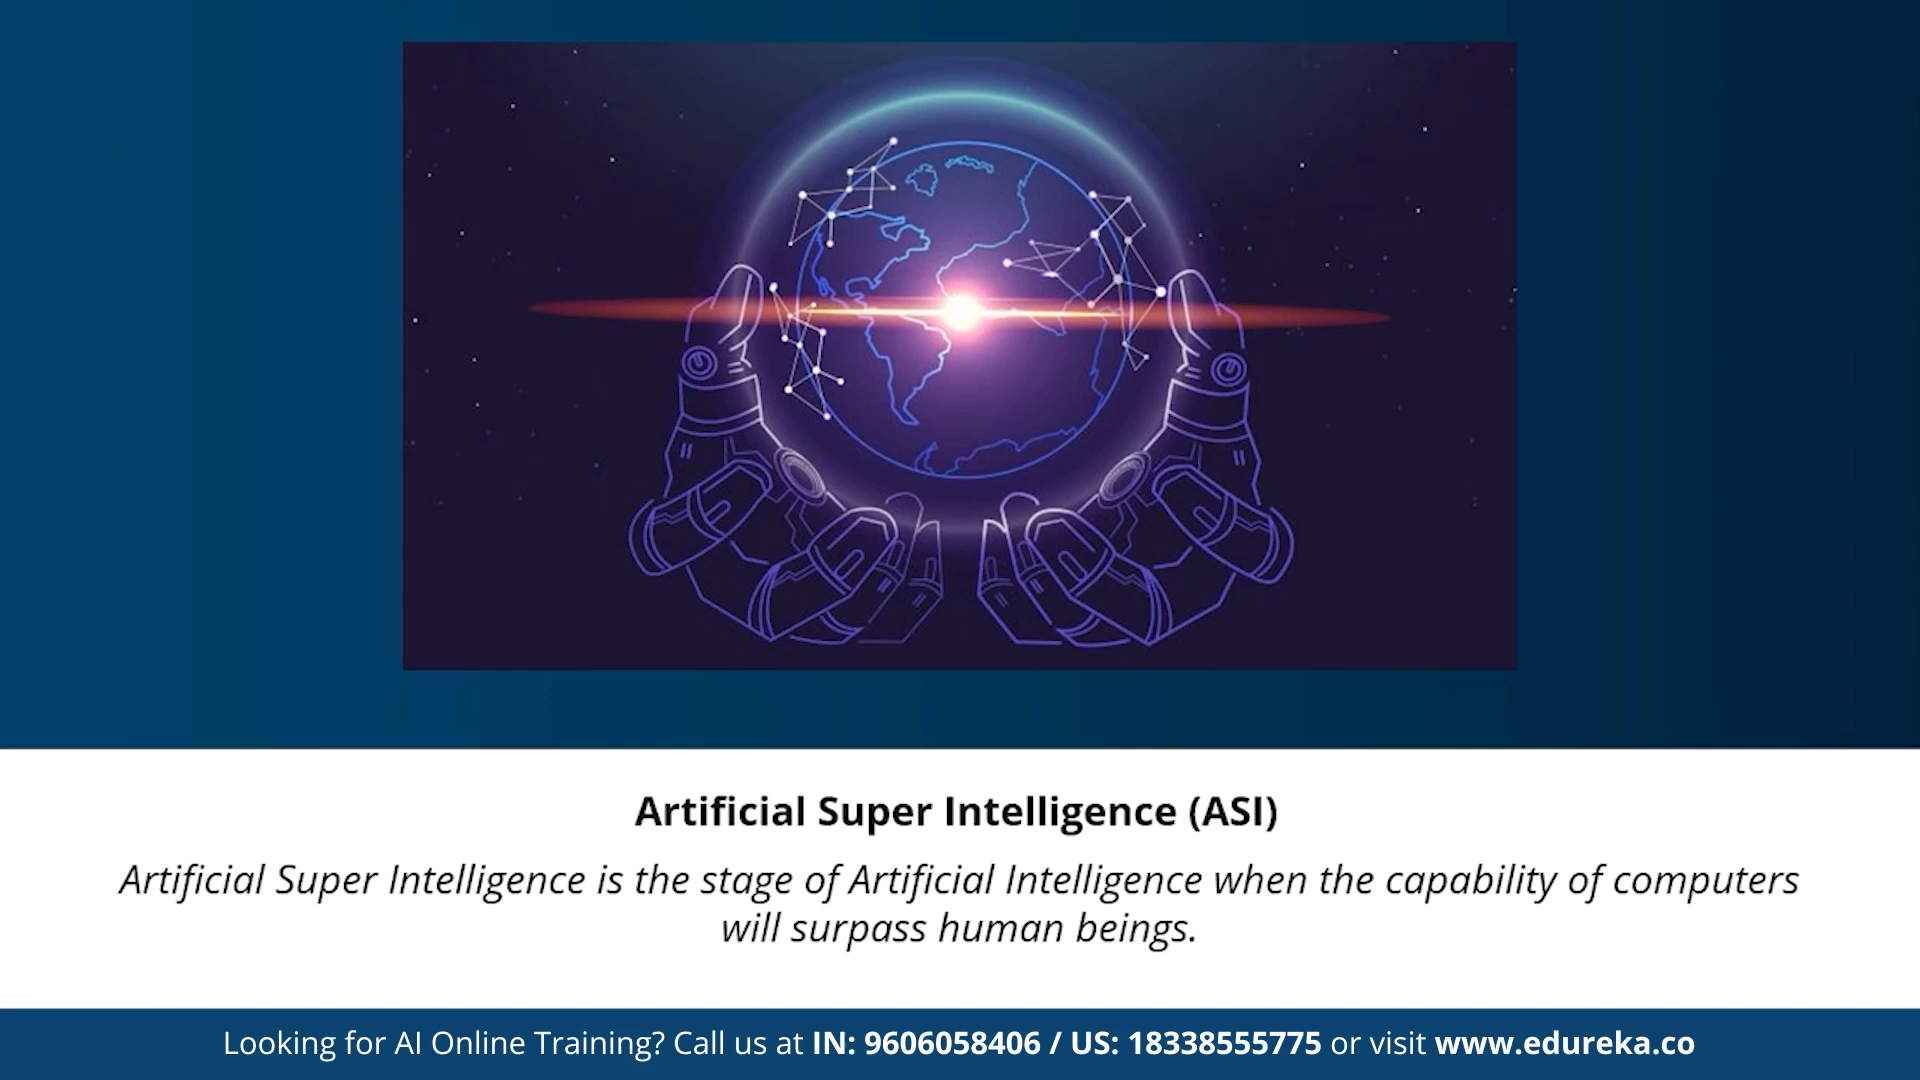 Artificial Super Intelligence (ASI)
Artificial Super Intelligence is the stage of Artificial Intelligence when the capability of computers
will surpass human beings.
Looking for AI Online Training? Call us at IN: 9606058406 / US: 18338555775 or visit www.edureka.co